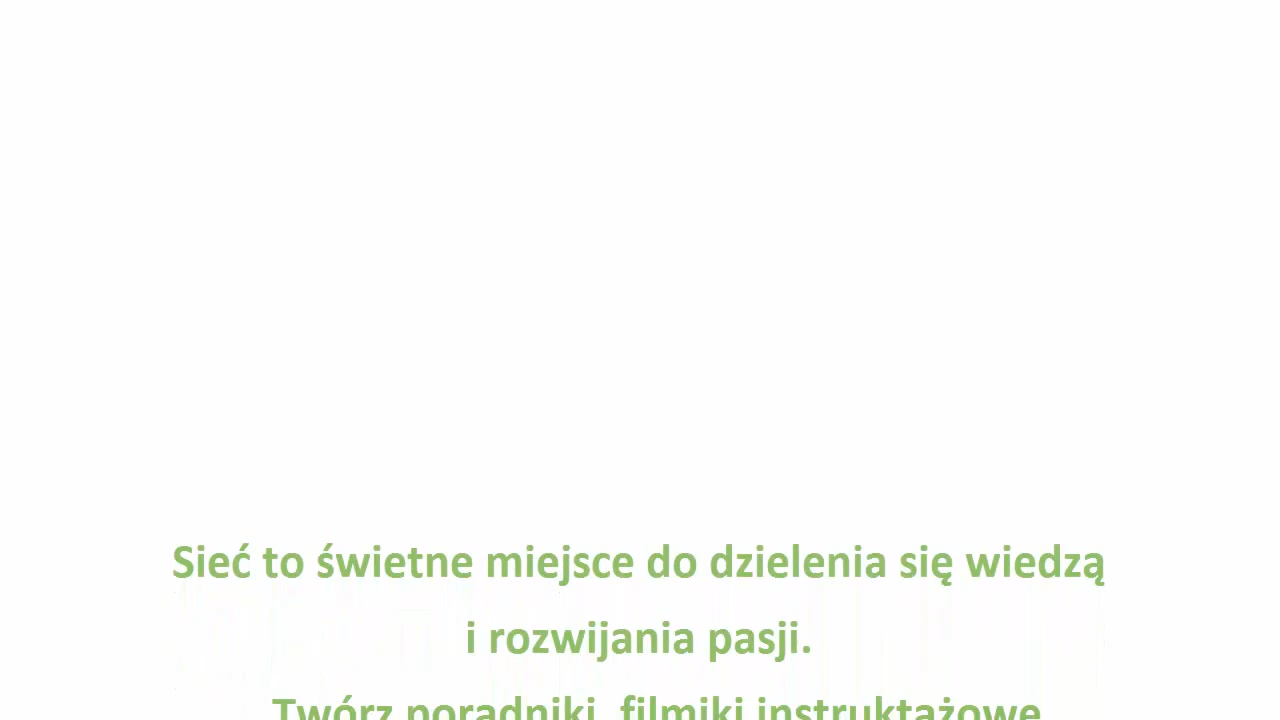 Sieć to świetne miejsce do dzielenia się wiedzą
i rozwijania pasji.
Twórz poradniki, filmiki instruktażowe